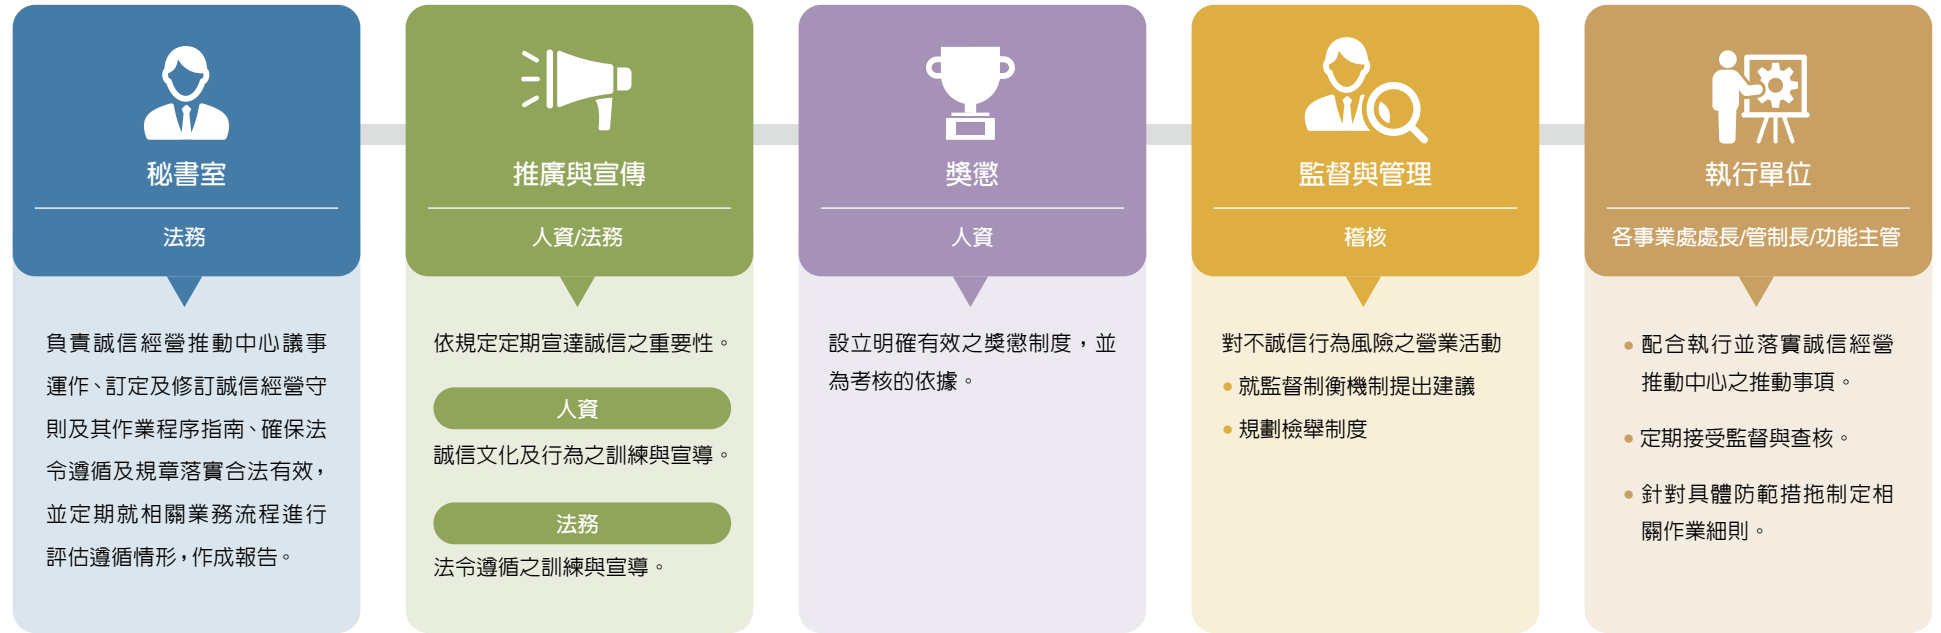 秘書室
法務
負責誠信經營推動中心議事
運作、訂定及修訂誠信經營守
則及其作業程序指南、確保法
令遵循及規章落實合法有效，
並定期就相關業務流程進行
評估遵循情形，作成報告。
推廣與宣傳
人資/法務
依規定定期宣達誠信之重要性。
人資
誠信文化及行為之訓練與宣導。
法務
法令遵循之訓練與宣導。
獎懲
人資
設立明確有效之獎懲制度，並
為考核的依據。
監督與管理
稽核
對不誠信行為風險之營業活動
• 就監督制衡機制提出建議
• 規劃檢舉制度
執行單位
各事業處處長/管制長/功能主管
• 配合執行並落實誠信經營
推動中心之推動事項。
• 定期接受監督與查核。
• 針對具體防範措拖制定相
關作業細則。